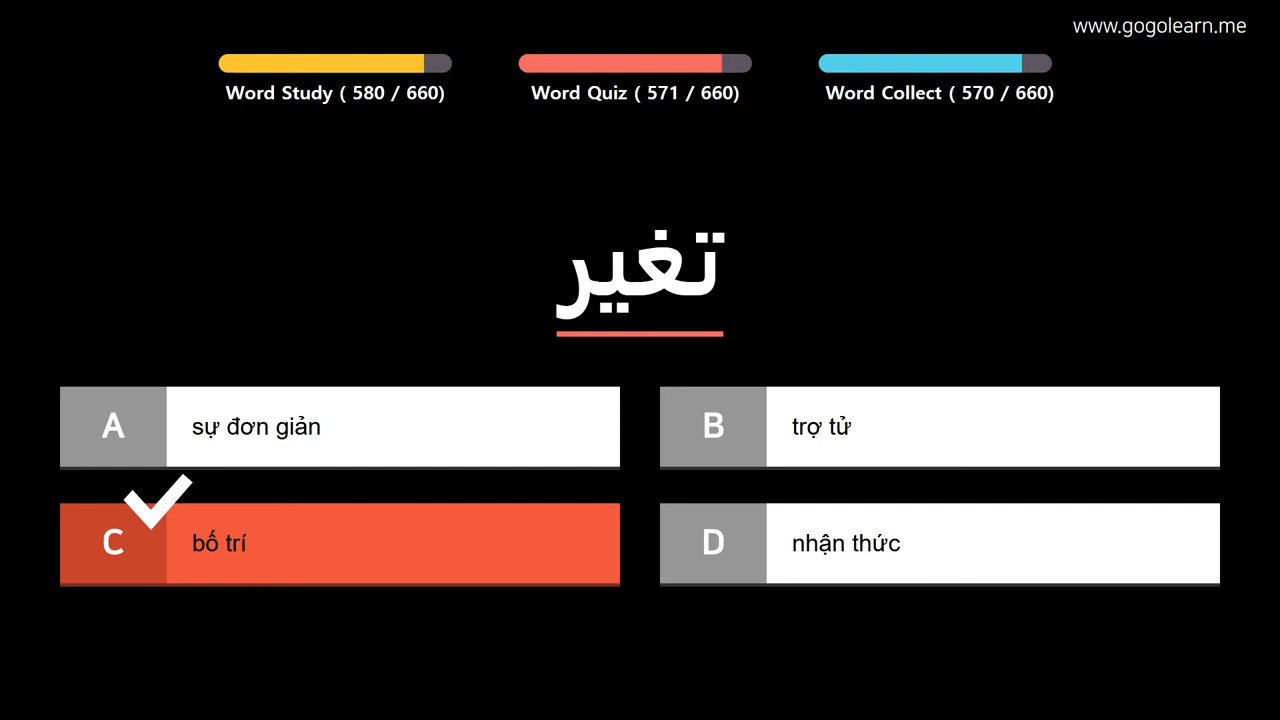 www.gogolearn.me
Word Study ( 580 / 660)
Word Quiz ( 571 / 660)
Word Collect ( 570 / 660)
تغير
A sự đơn giản
B trợ tử
C bố trí
D nhận thức